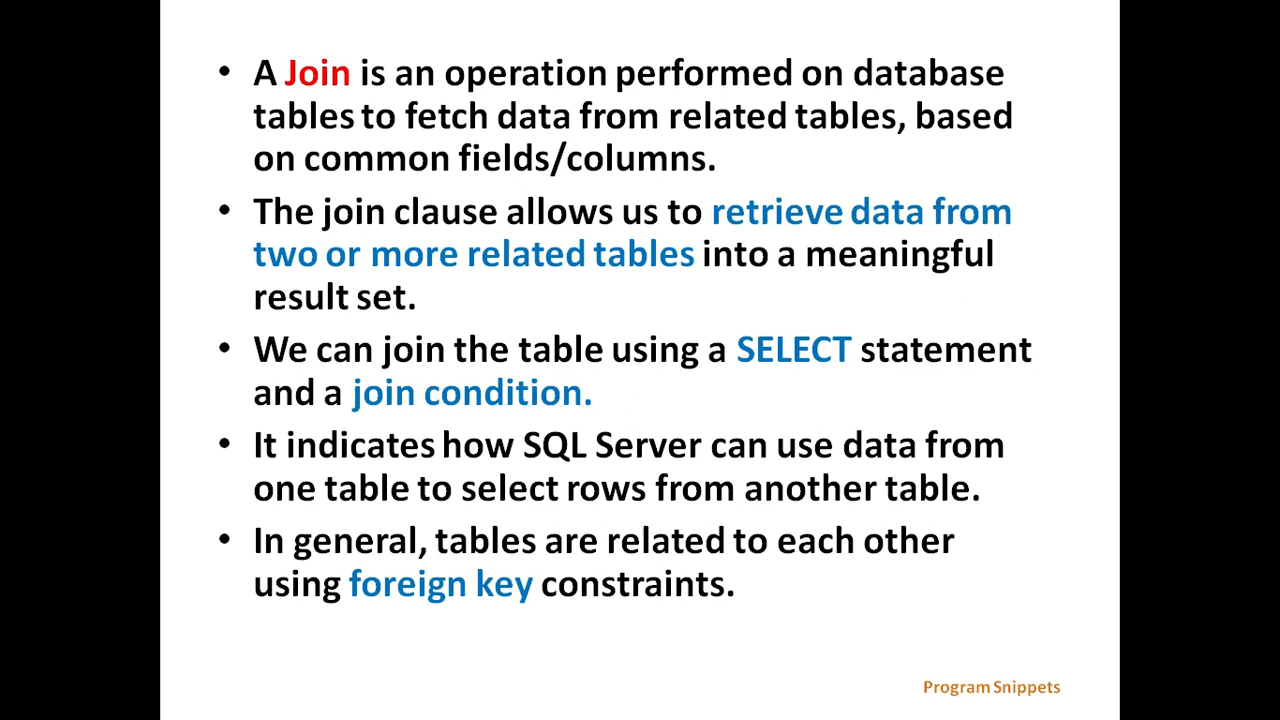 • A Join is an operation performed on database
tables to fetch data from related tables, based
on common fields/columns.
• The join clause allows us to retrieve data from
two or more related tables into a meaningful
result set.
• We can join the table using a SELECT statement
and a join condition.
• It indicates how SQL Server can use data from
one table to select rows from another table.
• In general, tables are related to each other
using foreign key constraints.
Program Snippets